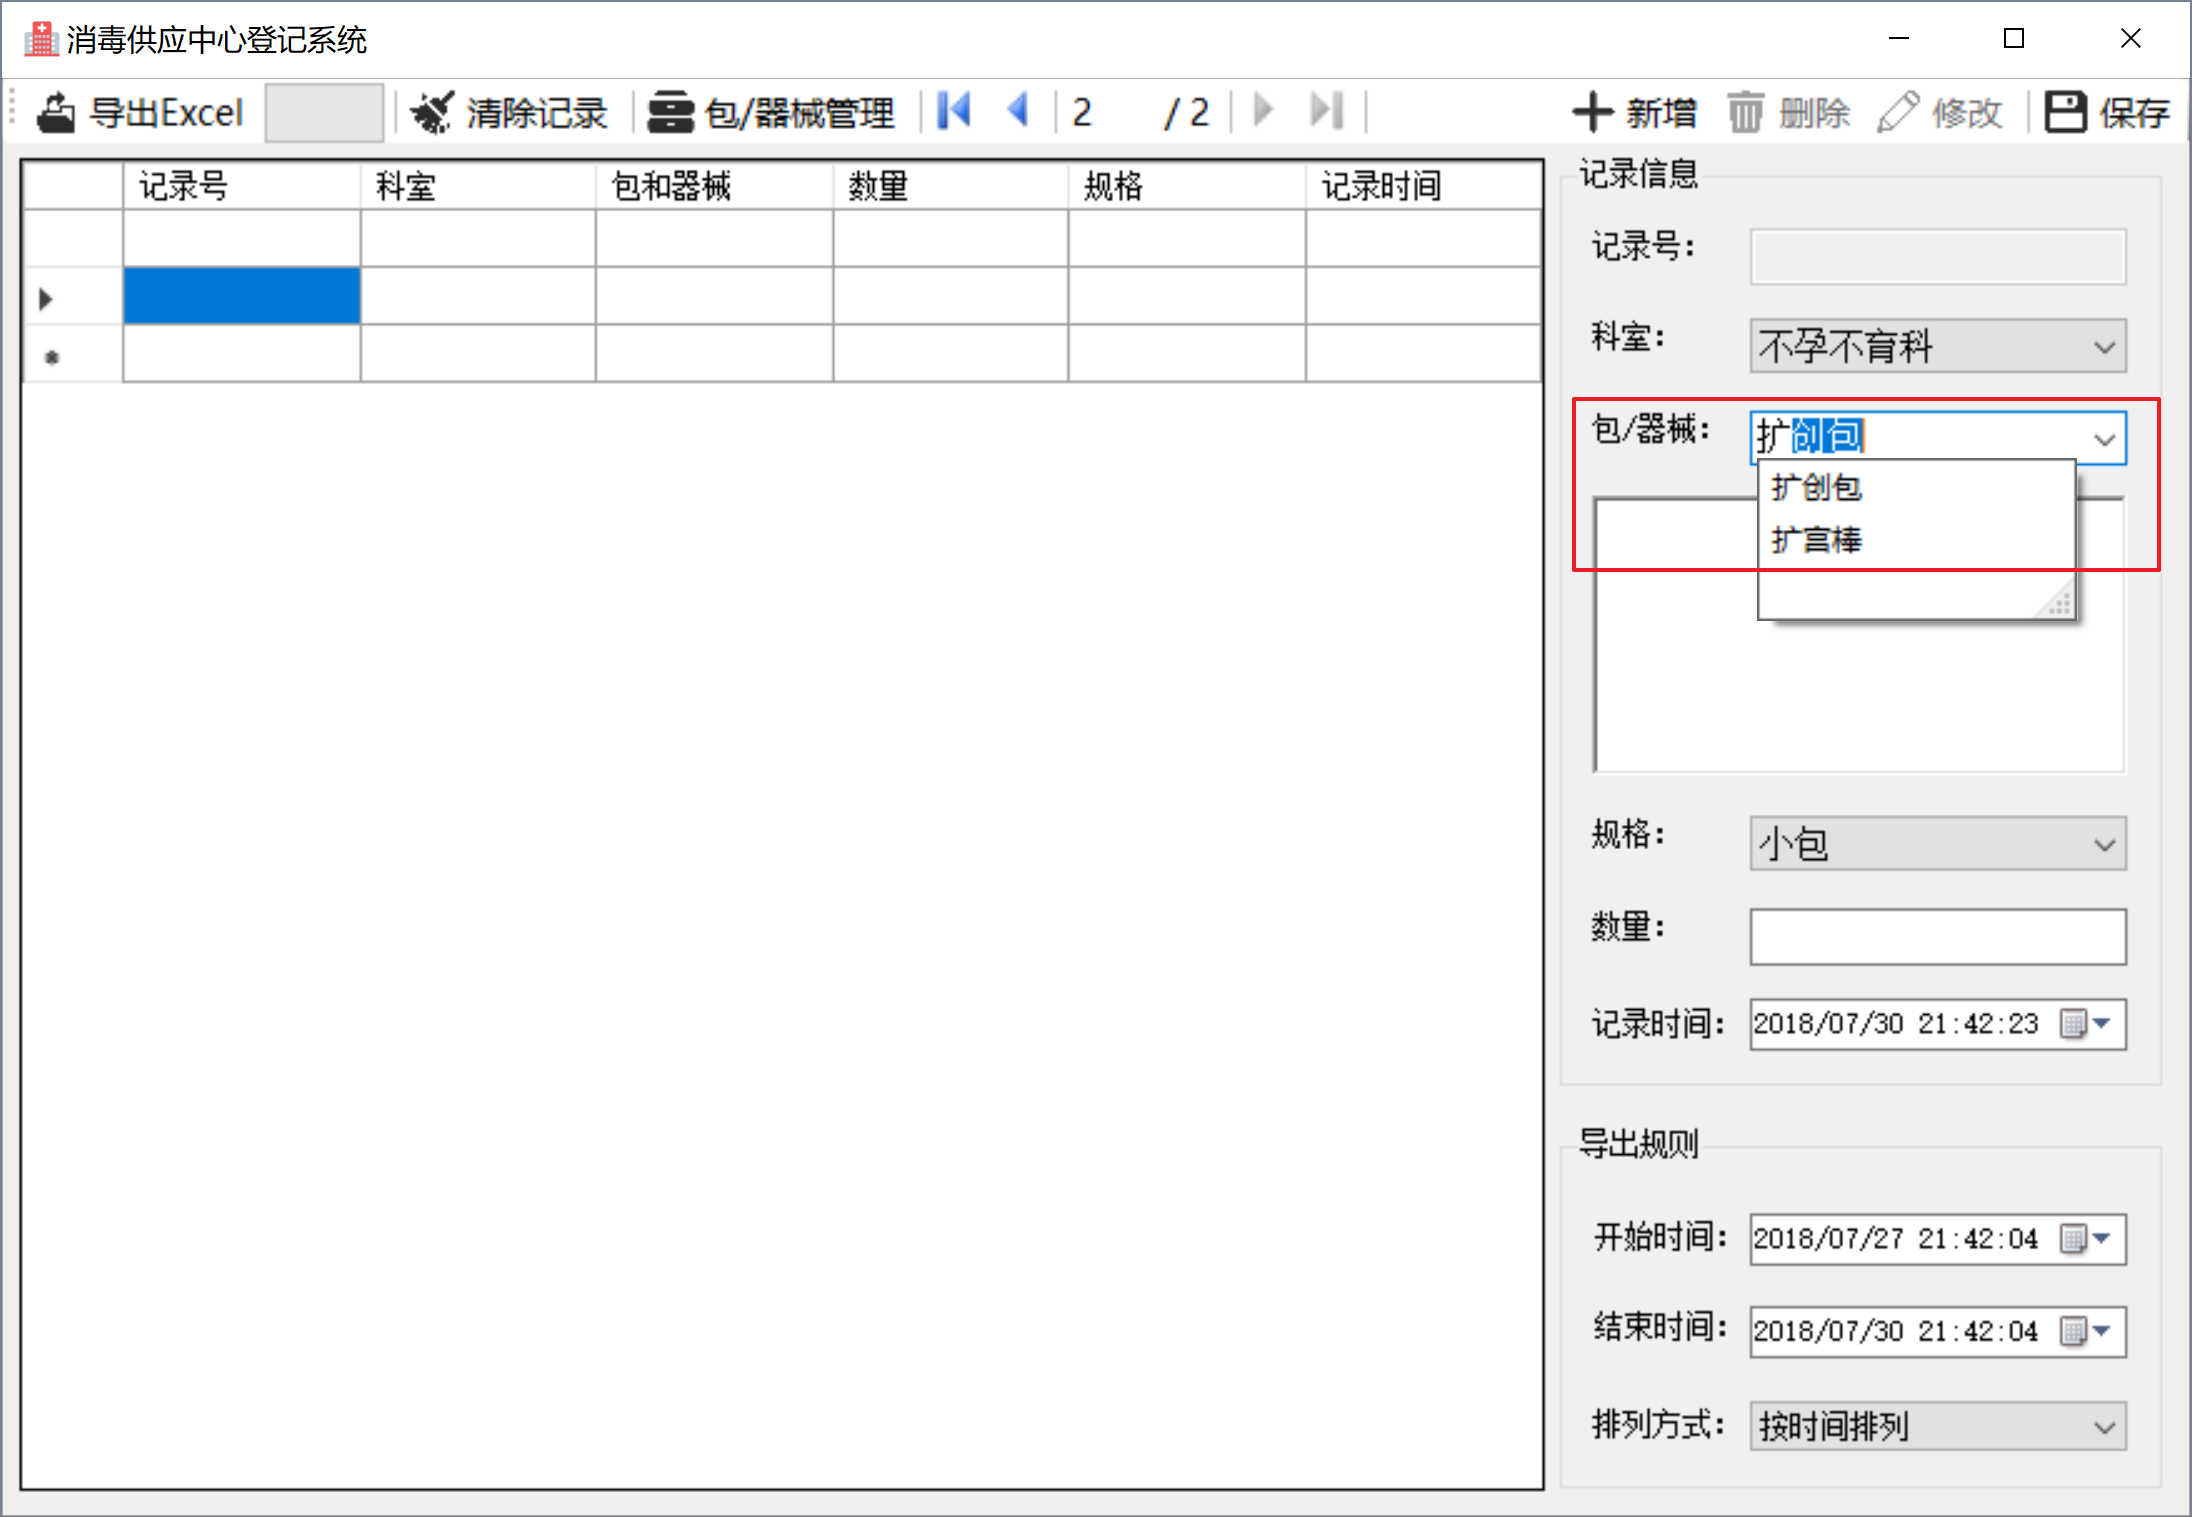 消毒供应中心登记系统
导出Excel 清除记录 包/器械管理 2 / 2 新增 删除 修改 保存
记录号 科室 包和器械 数量 规格 记录时间
记录信息
记录号：
科室： 不孕不育科
包/器械： 扩创包
扩创包
扩宫棒
规格： 小包
数量：
记录时间： 2018/07/30 21:42:23
导出规则
开始时间： 2018/07/27 21:42:04
结束时间： 2018/07/30 21:42:04
排列方式： 按时间排列